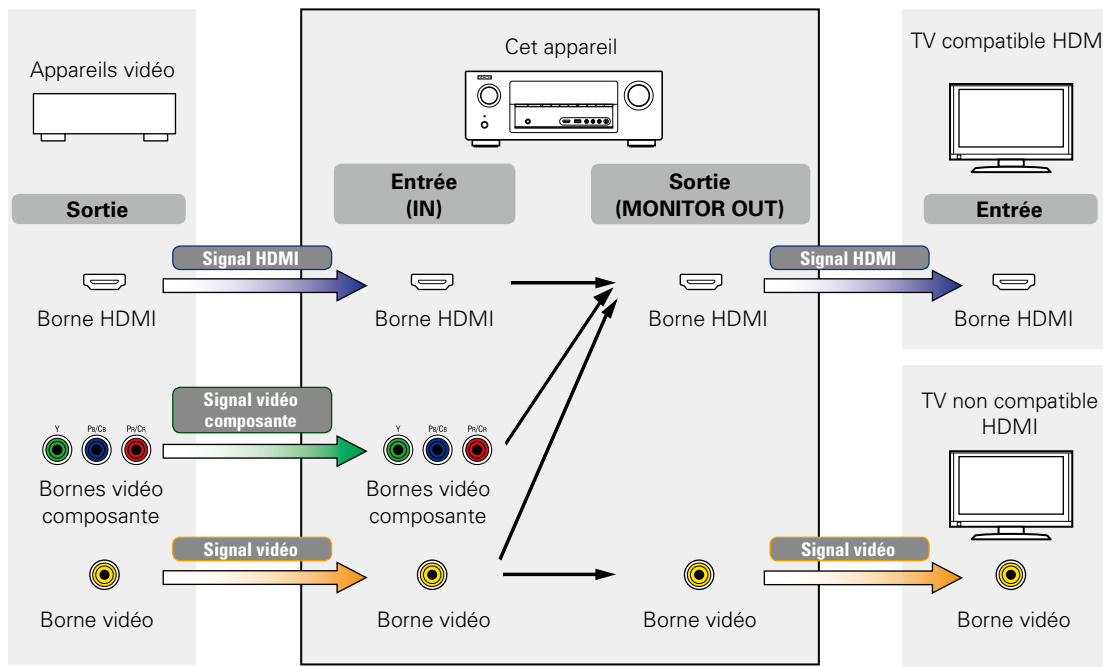 Appareils vidéo
Cet appareil
TV compatible HDM
Sortie
Entrée
(IN)
Sortie
(MONITOR OUT)
Entrée
Signal HDMI
Signal HDMI
Borne HDMI
Borne HDMI
Borne HDMI
Borne HDMI
Signal vidéo
composante
TV non compatible
HDMI
Y PB/CB PR/CR
Y PB/CB PR/CR
Bornes vidéo
composante
Bornes vidéo
composante
Signal vidéo
Signal vidéo
Borne vidéo
Borne vidéo
Borne vidéo
Borne vidéo